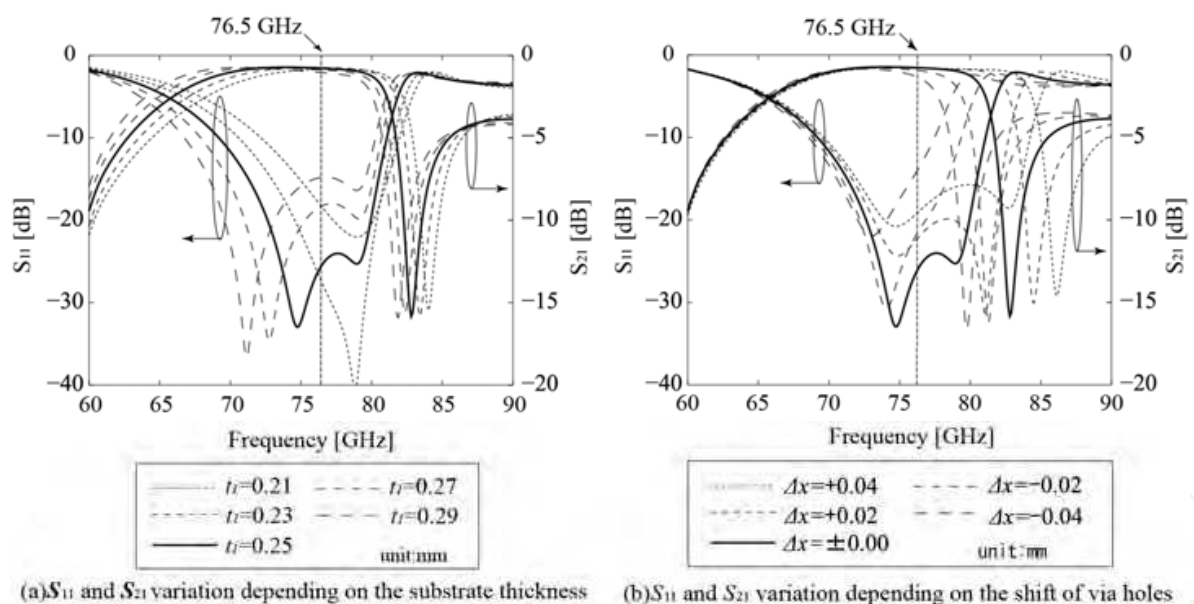 76.5 GHz
0
−10
−20
−30
−40
S11 [dB]
0
−5
−10
−15
−20
S21 [dB]
60 65 70 75 80 85 90
Frequency [GHz]
t1=0.21 t1=0.27
t1=0.23 t1=0.29
t1=0.25 unit:mm
(a)S11 and S21 variation depending on the substrate thickness
76.5 GHz
0
−10
−20
−30
−40
S11 [dB]
0
−5
−10
−15
−20
S21 [dB]
60 65 70 75 80 85 90
Frequency [GHz]
Δx=+0.04 Δx=−0.02
Δx=+0.02 Δx=−0.04
Δx=±0.00 unit:mm
(b)S11 and S21 variation depending on the shift of via holes